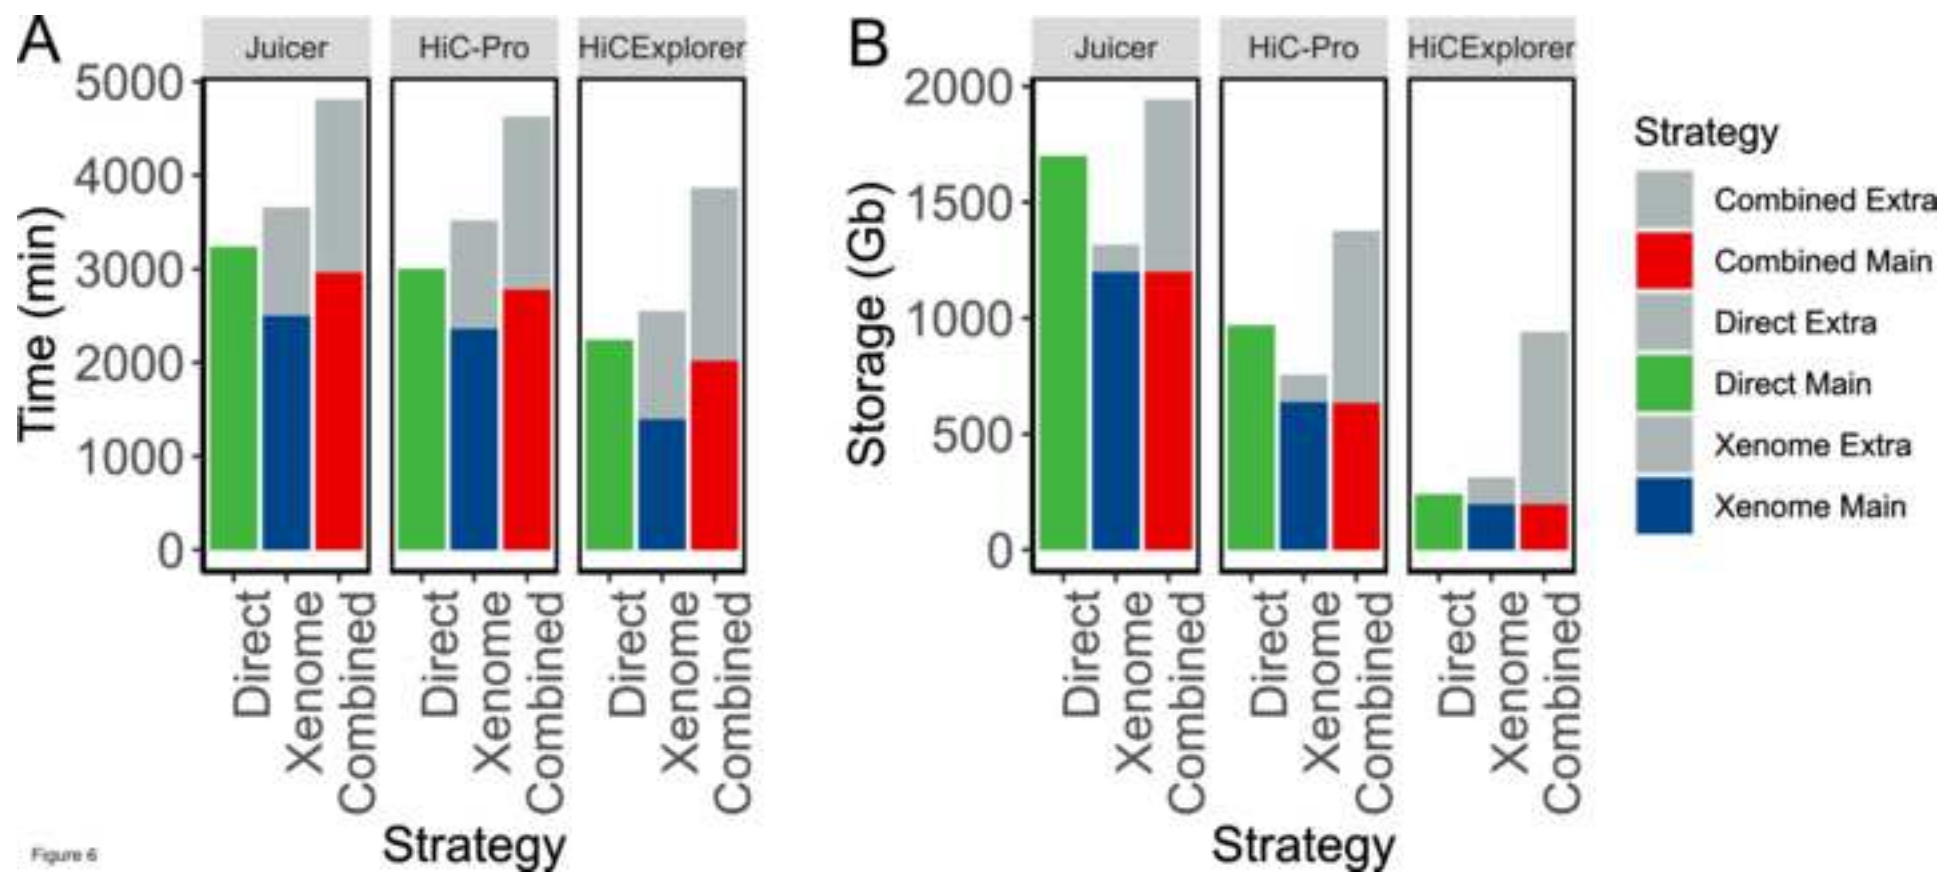 A
Juicer
HiC-Pro
HiCExplorer
Time (min)
5000
4000
3000
2000
1000
0
Direct
Xenome
Combined
Direct
Xenome
Combined
Direct
Xenome
Combined
Strategy
B
Juicer
HiC-Pro
HiCExplorer
Storage (Gb)
2000
1500
1000
500
0
Direct
Xenome
Combined
Direct
Xenome
Combined
Direct
Xenome
Combined
Strategy
Strategy
Combined Extra
Combined Main
Direct Extra
Direct Main
Xenome Extra
Xenome Main
Figure 6